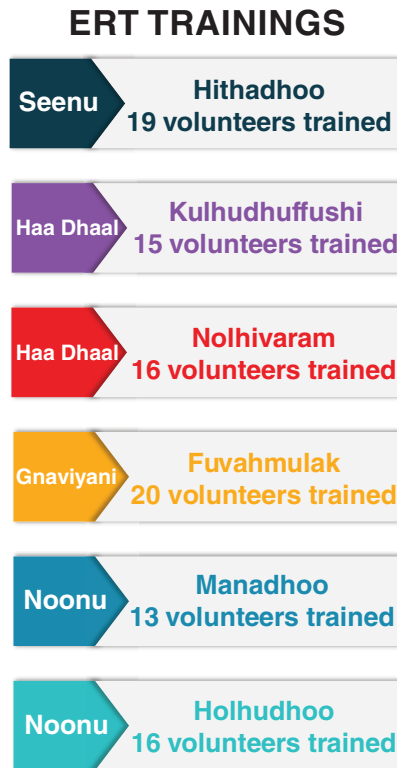 ERT TRAININGS
Seenu
Hithadhoo
19 volunteers trained
Haa Dhaal
Kulhudhuffushi
15 volunteers trained
Haa Dhaal
Nolhivaram
16 volunteers trained
Gnaviyani
Fuvahmulak
20 volunteers trained
Noonu
Manadhoo
13 volunteers trained
Noonu
Holhudhoo
16 volunteers trained